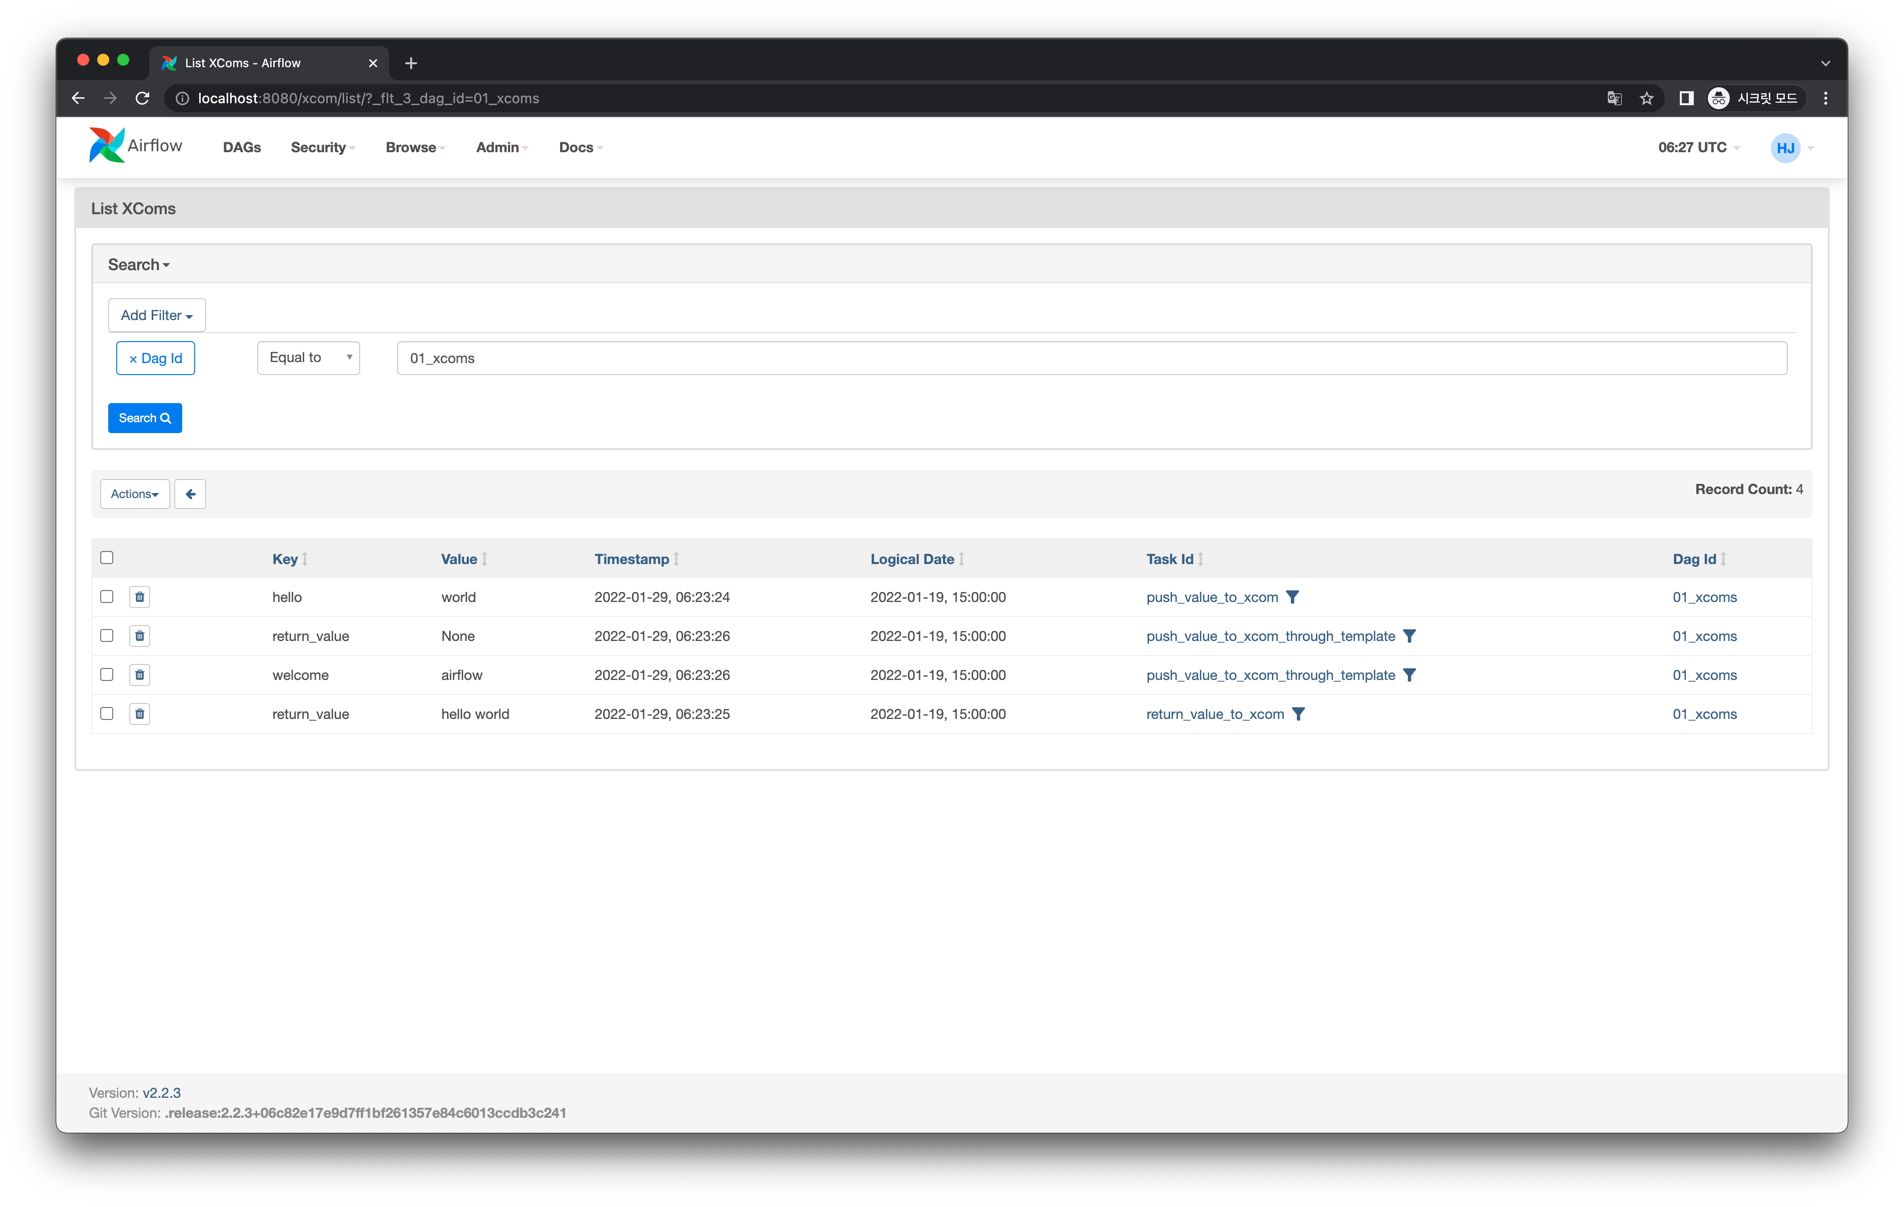 List XComs - Airflow
localhost:8080/xcom/list/?_flt_3_dag_id=01_xcoms
시크릿 모드
Airflow DAGs Security Browse Admin Docs 06:27 UTC HJ
List XComs
Search
Add Filter
× Dag Id Equal to 01_xcoms
Search
Actions Record Count: 4
Key Value Timestamp Logical Date Task Id Dag Id
hello world 2022-01-29, 06:23:24 2022-01-19, 15:00:00 push_value_to_xcom 01_xcoms
return_value None 2022-01-29, 06:23:26 2022-01-19, 15:00:00 push_value_to_xcom_through_template 01_xcoms
welcome airflow 2022-01-29, 06:23:26 2022-01-19, 15:00:00 push_value_to_xcom_through_template 01_xcoms
return_value hello world 2022-01-29, 06:23:25 2022-01-19, 15:00:00 return_value_to_xcom 01_xcoms
Version: v2.2.3
Git Version: .release:2.2.3+06c82e17e9d7ff1bf261357e84c6013ccdb3c241